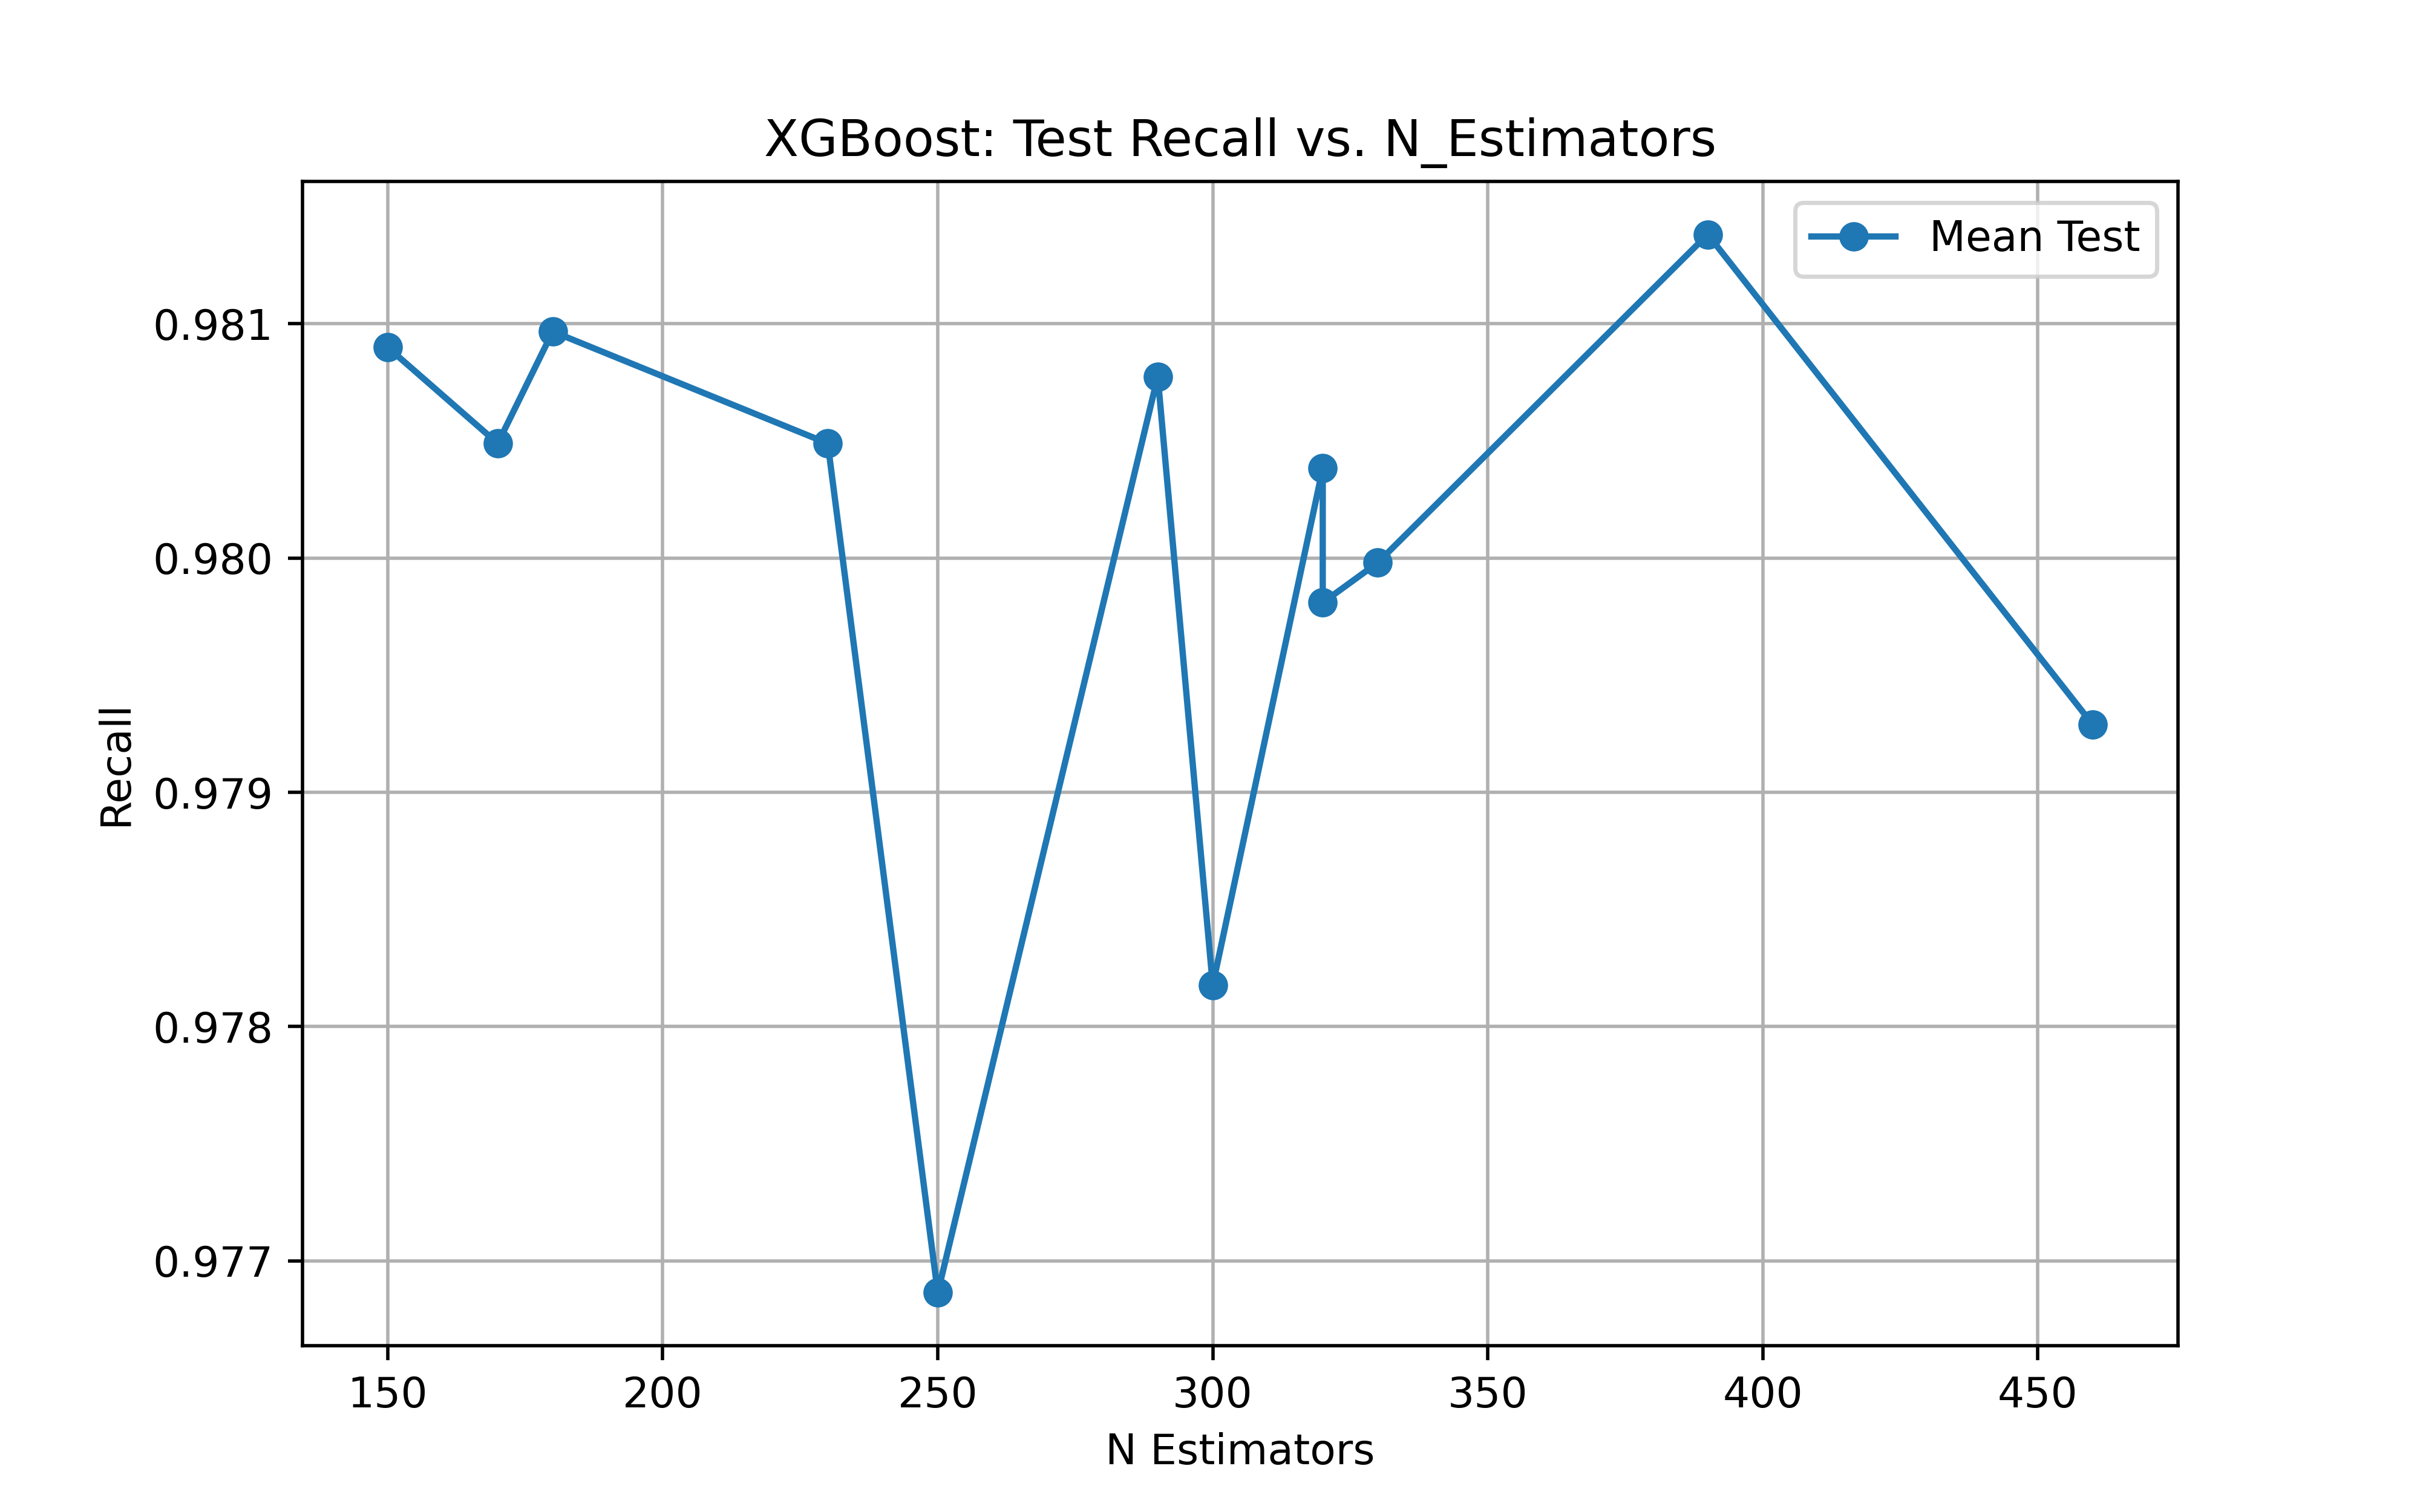 XGBoost: Test Recall vs. N_Estimators
Mean Test
0.981
0.980
0.979
0.978
0.977
Recall
150 200 250 300 350 400 450
N Estimators